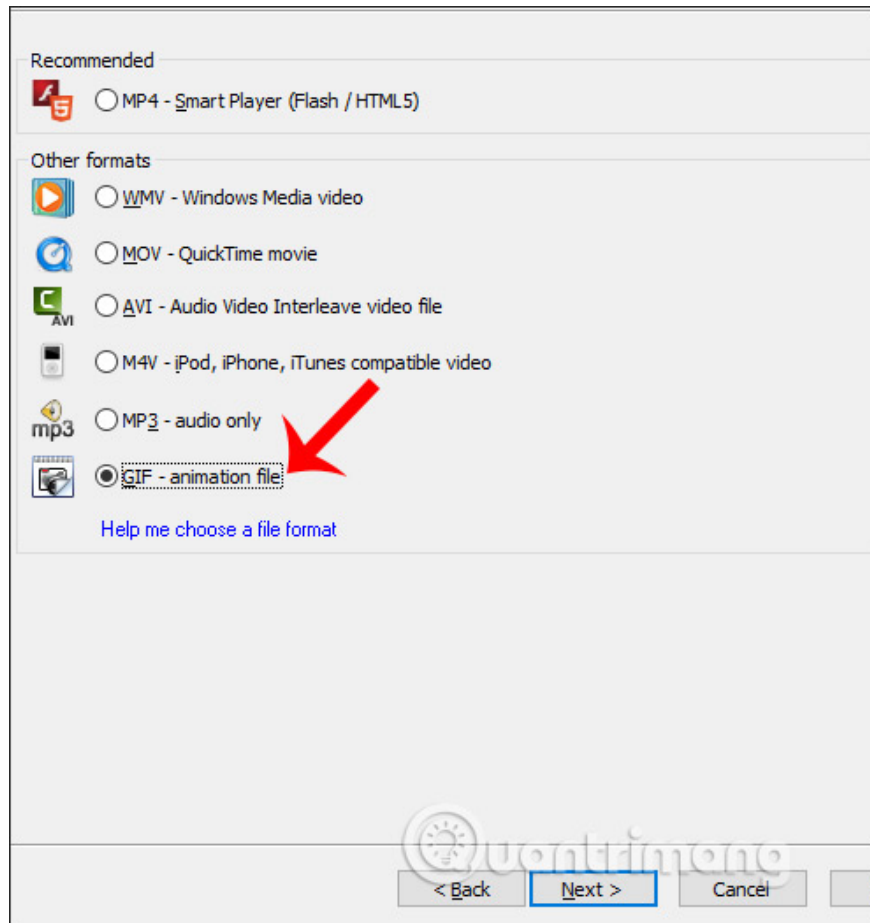 Recommended
MP4 - Smart Player (Flash / HTML5)
Other formats
WMV - Windows Media video
MOV - QuickTime movie
AVI - Audio Video Interleave video file
AVI
M4V - iPod, iPhone, iTunes compatible video
MP3 - audio only
mp3
GIF - animation file
Help me choose a file format
Quantrimang
< Back Next > Cancel